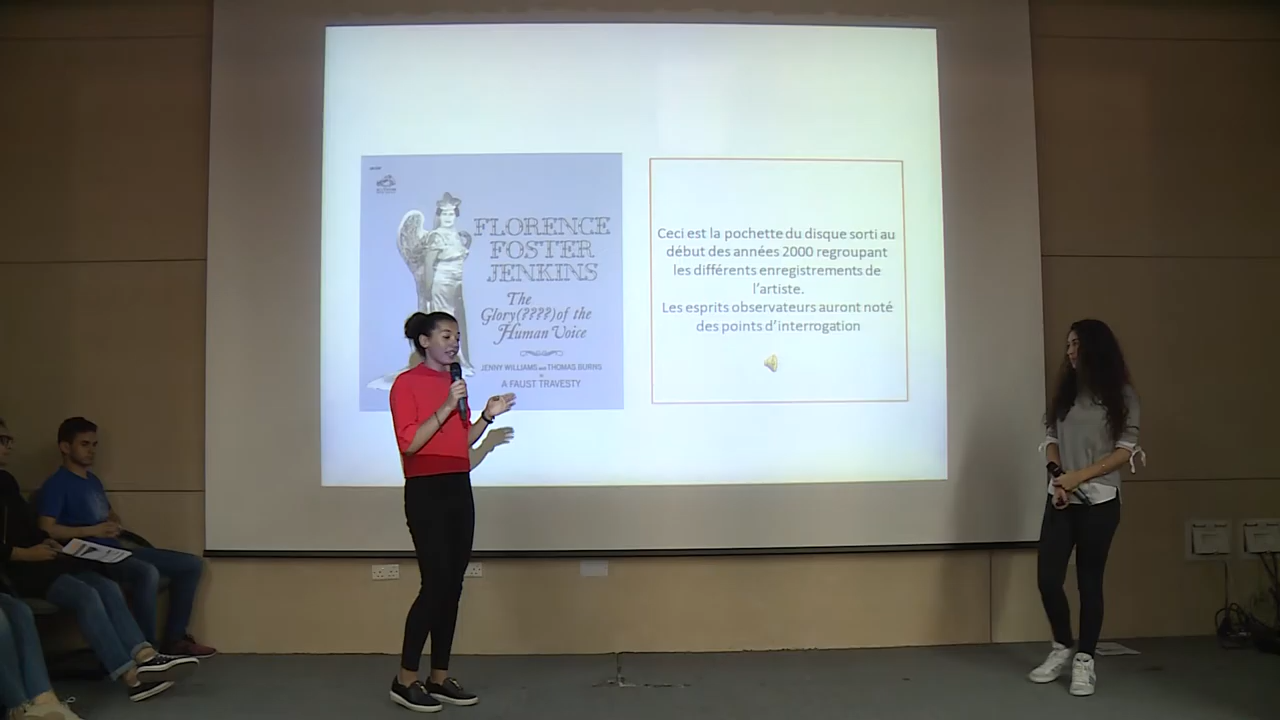 FLORENCE
FOSTER
JENKINS
The
Glory(????) of the
Human Voice
JENNY WILLIAMS and THOMAS BURNS
A FAUST TRAVESTY
Ceci est la pochette du disque sorti au
début des années 2000 regroupant
les différents enregistrements de
l'artiste.
Les esprits observateurs auront noté
des points d'interrogation